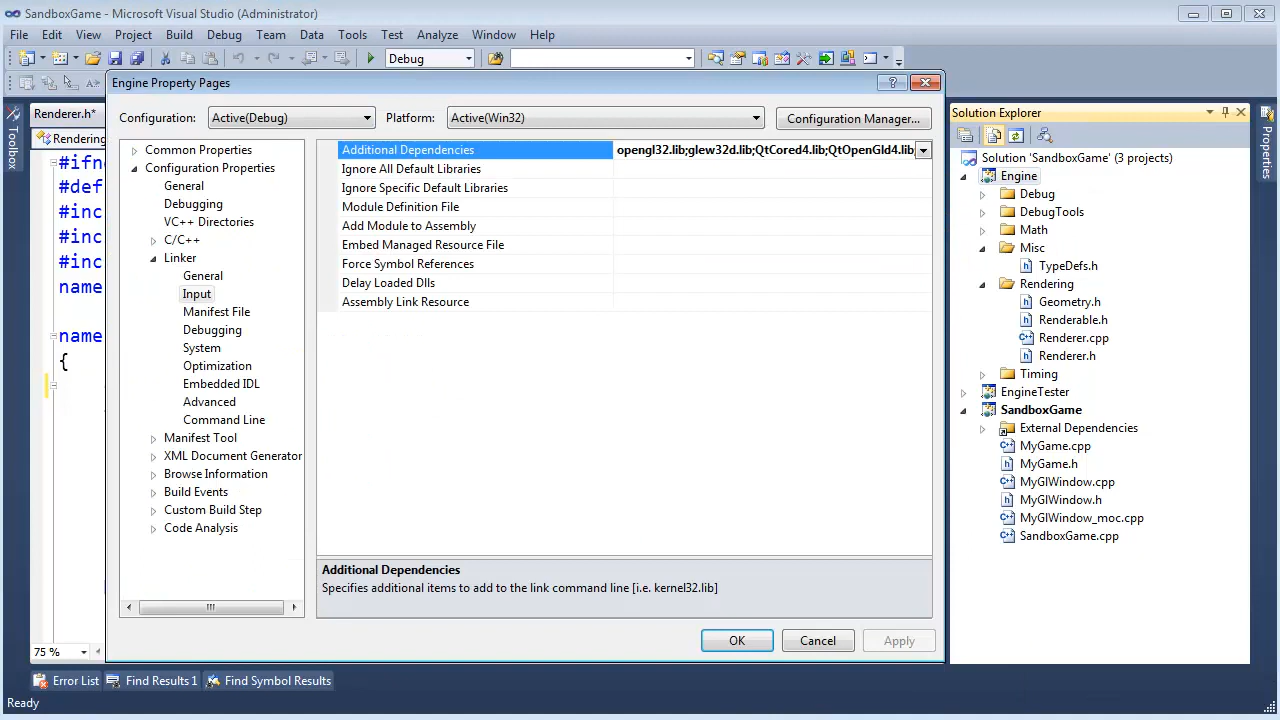 SandboxGame - Microsoft Visual Studio (Administrator)
File Edit View Project Build Debug Team Data Tools Test Analyze Window Help
Debug
Toolbox
Renderer.h*
Rendering
#ifn
#def
#inc
#inc
#inc
name
name
{
75 %
Engine Property Pages
Configuration: Active(Debug) Platform: Active(Win32) Configuration Manager...
Common Properties
Configuration Properties
General
Debugging
VC++ Directories
C/C++
Linker
General
Input
Manifest File
Debugging
System
Optimization
Embedded IDL
Advanced
Command Line
Manifest Tool
XML Document Generator
Browse Information
Build Events
Custom Build Step
Code Analysis
Additional Dependencies opengl32.lib;glew32d.lib;QtCored4.lib;QtOpenGld4.lib;
Ignore All Default Libraries
Ignore Specific Default Libraries
Module Definition File
Add Module to Assembly
Embed Managed Resource File
Force Symbol References
Delay Loaded Dlls
Assembly Link Resource
Additional Dependencies
Specifies additional items to add to the link command line [i.e. kernel32.lib]
OK Cancel Apply
Solution Explorer
Solution 'SandboxGame' (3 projects)
Engine
Debug
DebugTools
Math
Misc
TypeDefs.h
Rendering
Geometry.h
Renderable.h
Renderer.cpp
Renderer.h
Timing
EngineTester
SandboxGame
External Dependencies
MyGame.cpp
MyGame.h
MyGlWindow.cpp
MyGlWindow.h
MyGlWindow_moc.cpp
SandboxGame.cpp
Properties
Error List Find Results 1 Find Symbol Results
Ready